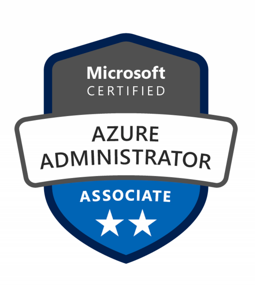 Microsoft
CERTIFIED
AZURE
ADMINISTRATOR
ASSOCIATE